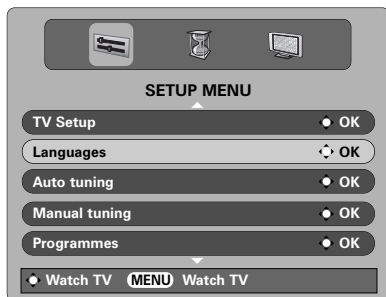 SETUP MENU
TV Setup OK
Languages OK
Auto tuning OK
Manual tuning OK
Programmes OK
Watch TV MENU Watch TV